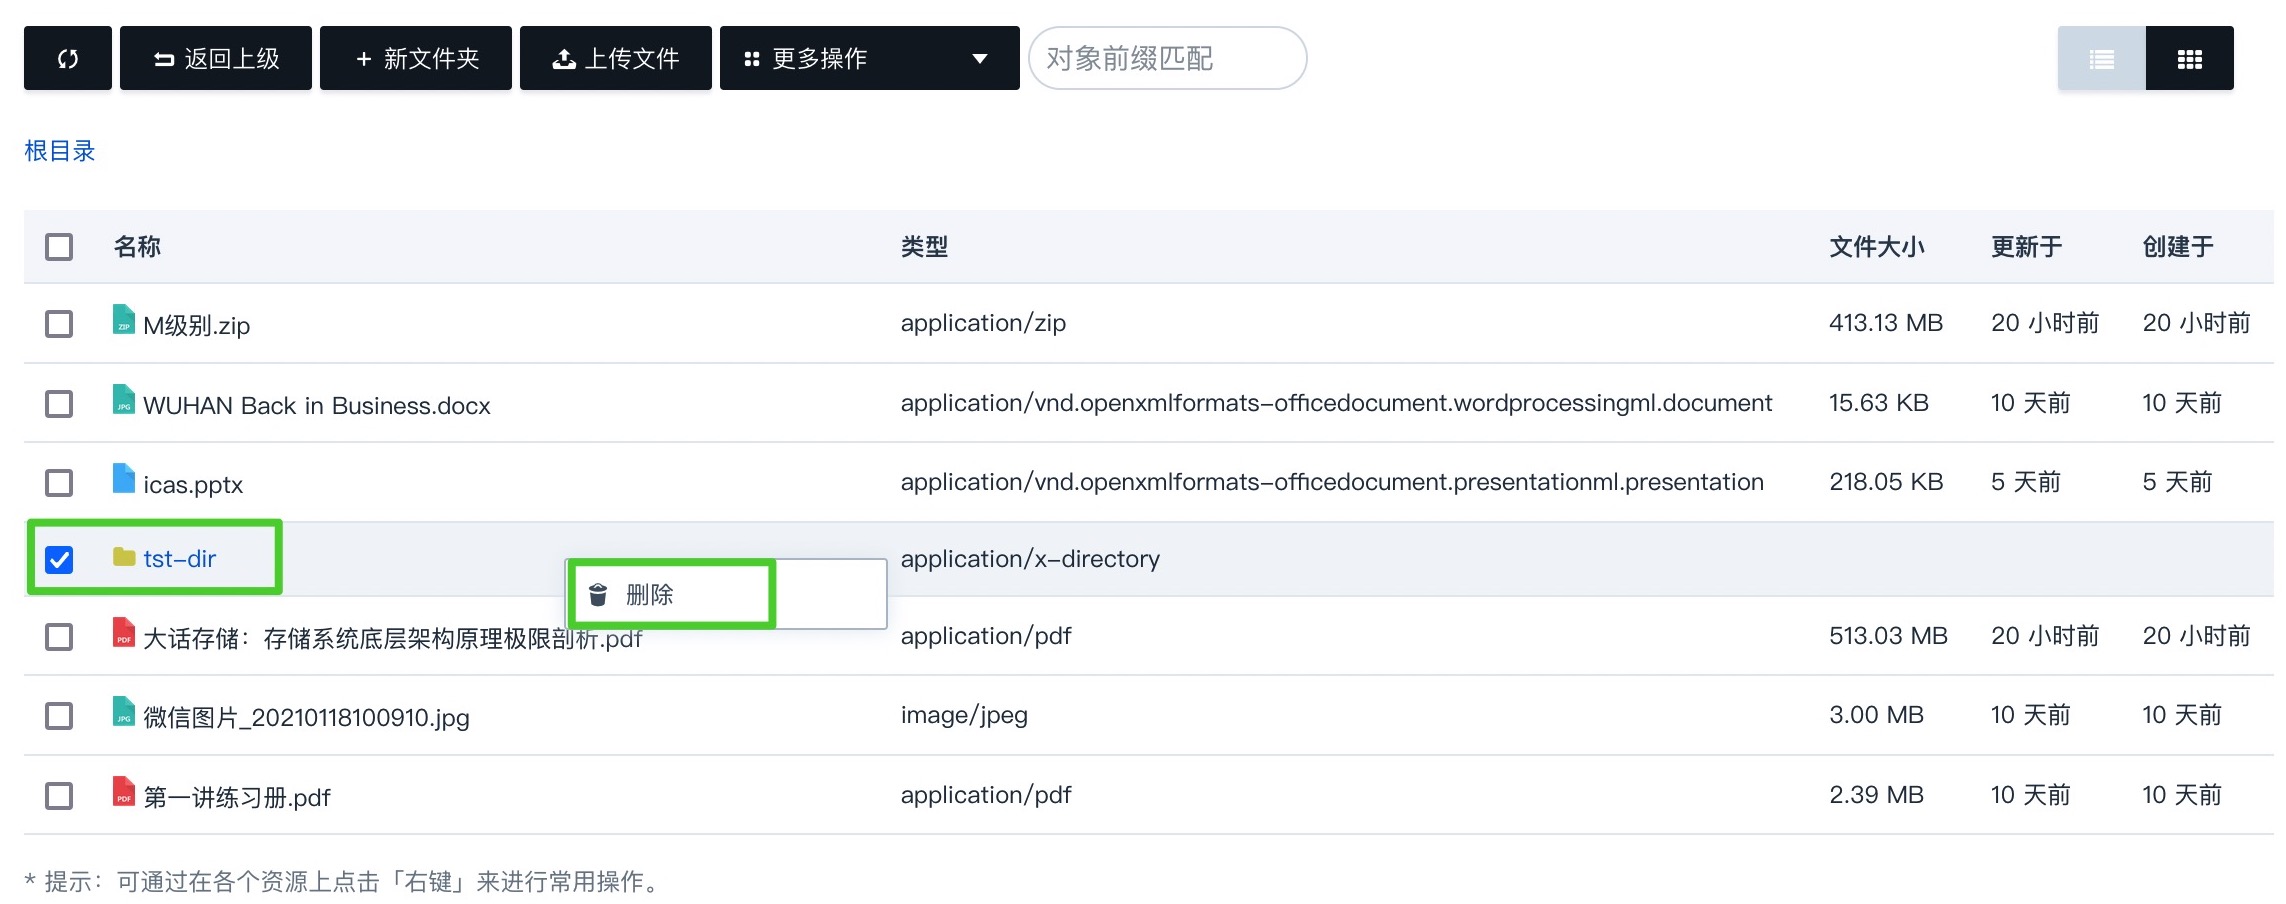 返回上级 + 新文件夹 上传文件 更多操作 对象前缀匹配
根目录
名称 类型 文件大小 更新于 创建于
ZIP M级别.zip application/zip 413.13 MB 20 小时前 20 小时前
JPG WUHAN Back in Business.docx application/vnd.openxmlformats-officedocument.wordprocessingml.document 15.63 KB 10 天前 10 天前
icas.pptx application/vnd.openxmlformats-officedocument.presentationml.presentation 218.05 KB 5 天前 5 天前
tst-dir application/x-directory
删除
PDF 大话存储：存储系统底层架构原理极限剖析.pdf application/pdf 513.03 MB 20 小时前 20 小时前
JPG 微信图片_20210118100910.jpg image/jpeg 3.00 MB 10 天前 10 天前
PDF 第一讲练习册.pdf application/pdf 2.39 MB 10 天前 10 天前
* 提示：可通过在各个资源上点击「右键」来进行常用操作。